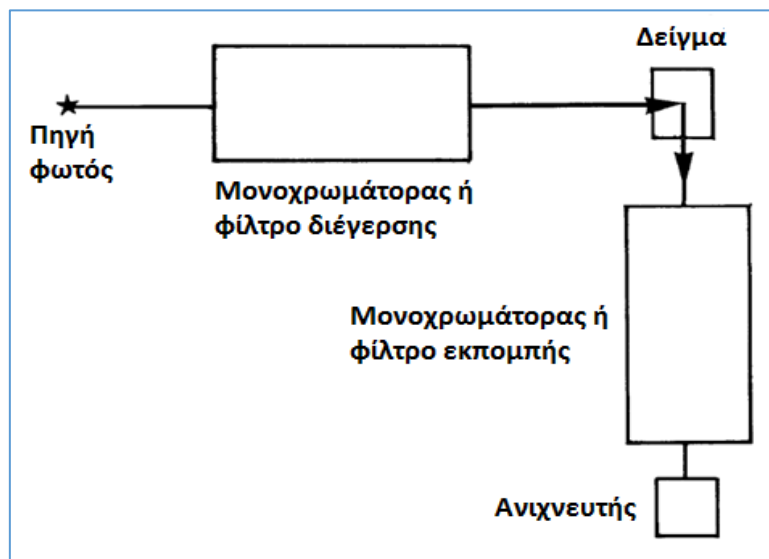 Δείγμα
Πηγή
φωτός
Μονοχρωμάτορας ή
φίλτρο διέγερσης
Μονοχρωμάτορας ή
φίλτρο εκπομπής
Ανιχνευτής